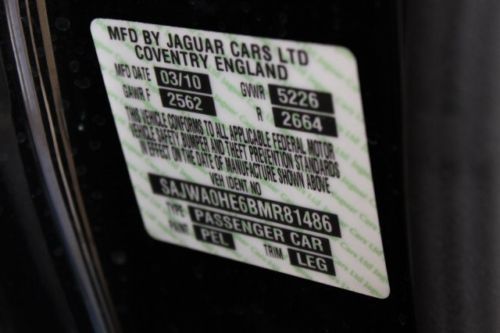 MFD BY JAGUAR CARS LTD
COVENTRY ENGLAND
MFD DATE 03/10 GVWR 5226
GAWR F 2562 R 2664
THIS VEHICLE CONFORMS TO ALL APPLICABLE FEDERAL MOTOR
VEHICLE SAFETY BUMPER AND THEFT PREVENTION STANDARDS
IN EFFECT ON THE DATE OF MANUFACTURE SHOWN ABOVE.
VEH IDENT NO
SAJWA0HE6BMR81486
TYPE PASSENGER CAR
PAINT PEL TRIM LEG